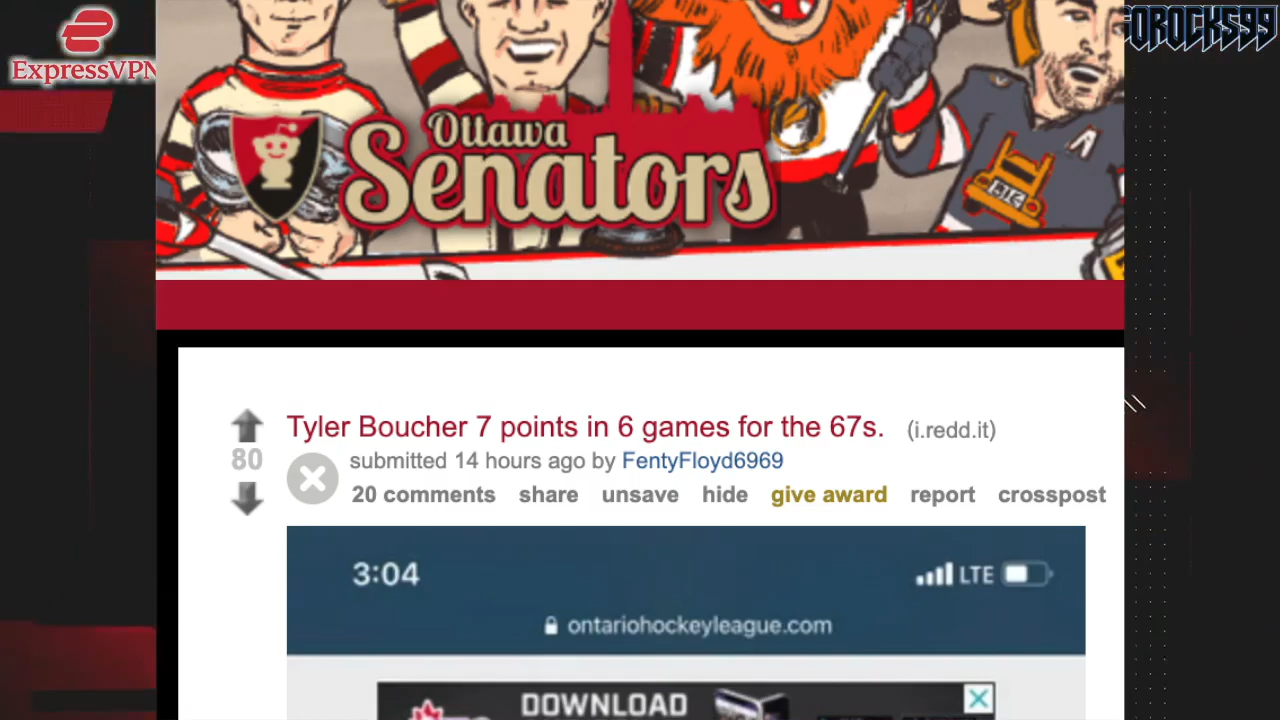 ExpressVPN
GOROCKS99
Ottawa
Senators
A
Tyler Boucher 7 points in 6 games for the 67s. (i.redd.it)
80
submitted 14 hours ago by FentyFloyd6969
20 comments share unsave hide give award report crosspost
3:04
LTE
ontariohockeyleague.com
DOWNLOAD